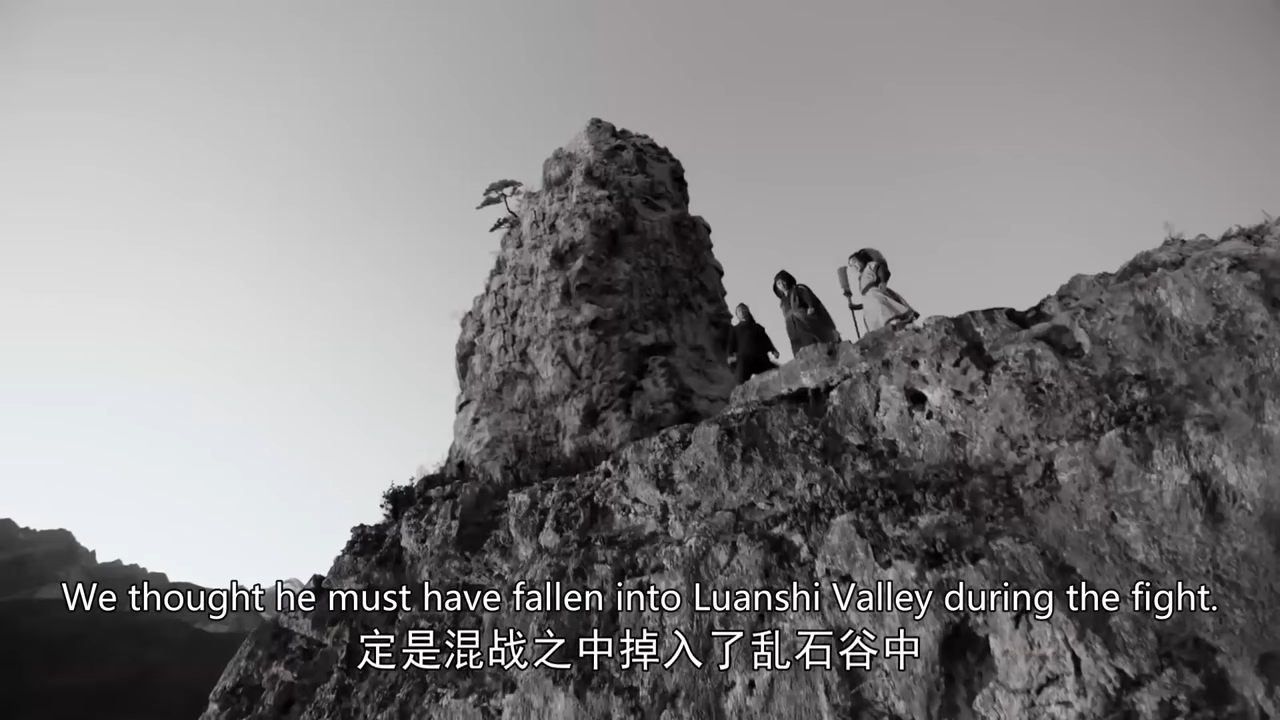 We thought he must have fallen into Luanshi Valley during the fight.
定是混战之中掉入了乱石谷中